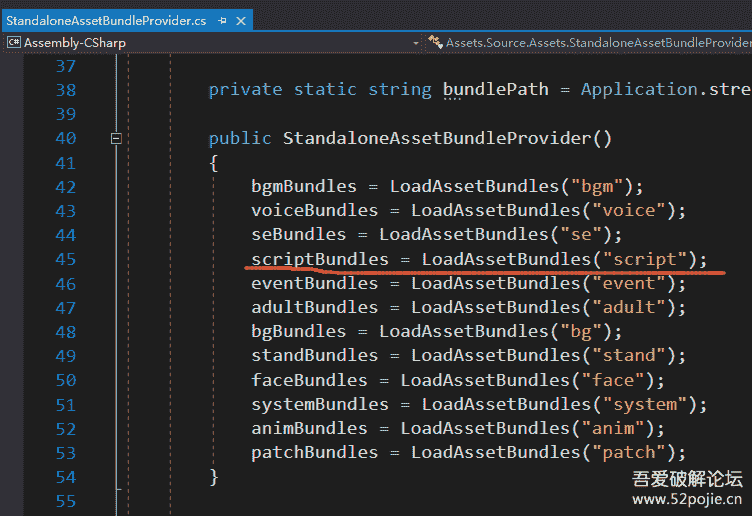 StandaloneAssetBundleProvider.cs
C# Assembly-CSharp
Assets.Source.Assets.StandaloneAssetBundleProvider
37
38 private static string bundlePath = Application.stre
39
40 public StandaloneAssetBundleProvider()
41 {
42 bgmBundles = LoadAssetBundles("bgm");
43 voiceBundles = LoadAssetBundles("voice");
44 seBundles = LoadAssetBundles("se");
45 scriptBundles = LoadAssetBundles("script");
46 eventBundles = LoadAssetBundles("event");
47 adultBundles = LoadAssetBundles("adult");
48 bgBundles = LoadAssetBundles("bg");
49 standBundles = LoadAssetBundles("stand");
50 faceBundles = LoadAssetBundles("face");
51 systemBundles = LoadAssetBundles("system");
52 animBundles = LoadAssetBundles("anim");
53 patchBundles = LoadAssetBundles("patch");
54 }
55
吾爱破解论坛
www.52pojie.cn